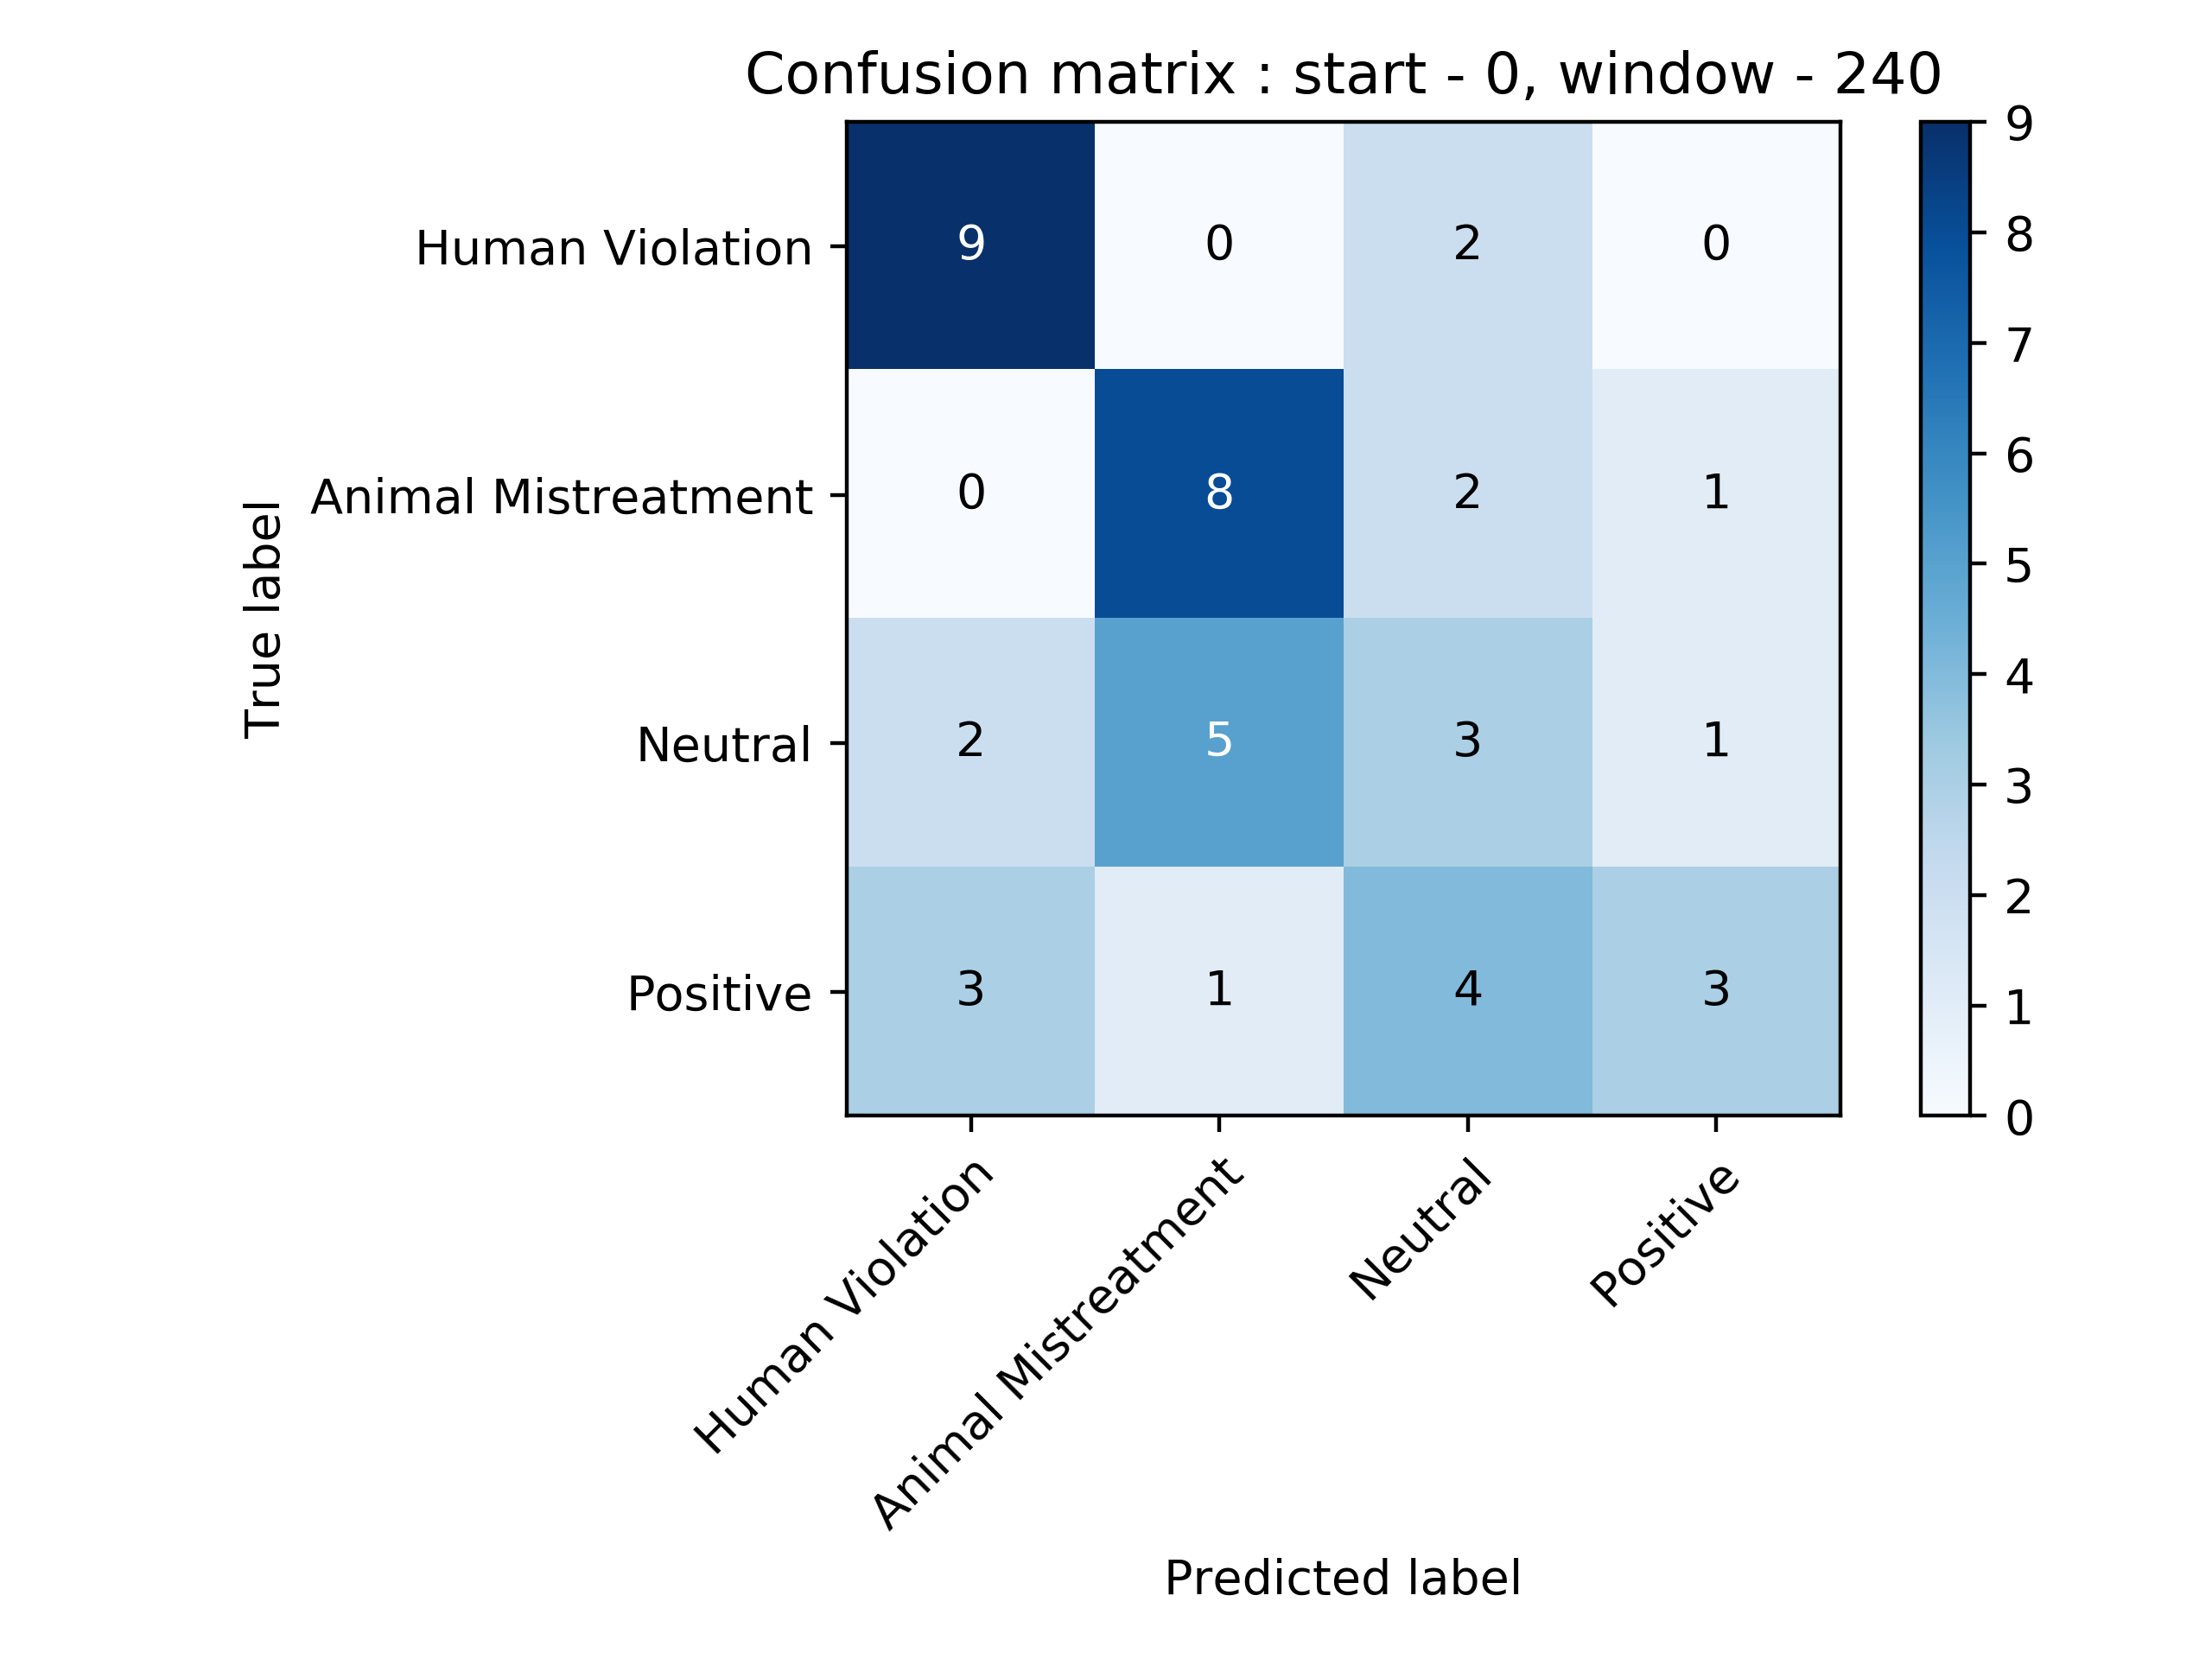 Confusion matrix : start - 0, window - 240
True label
Human Violation 9 0 2 0
Animal Mistreatment 0 8 2 1
Neutral 2 5 3 1
Positive 3 1 4 3
Human Violation
Animal Mistreatment
Neutral
Positive
Predicted label
9
8
7
6
5
4
3
2
1
0